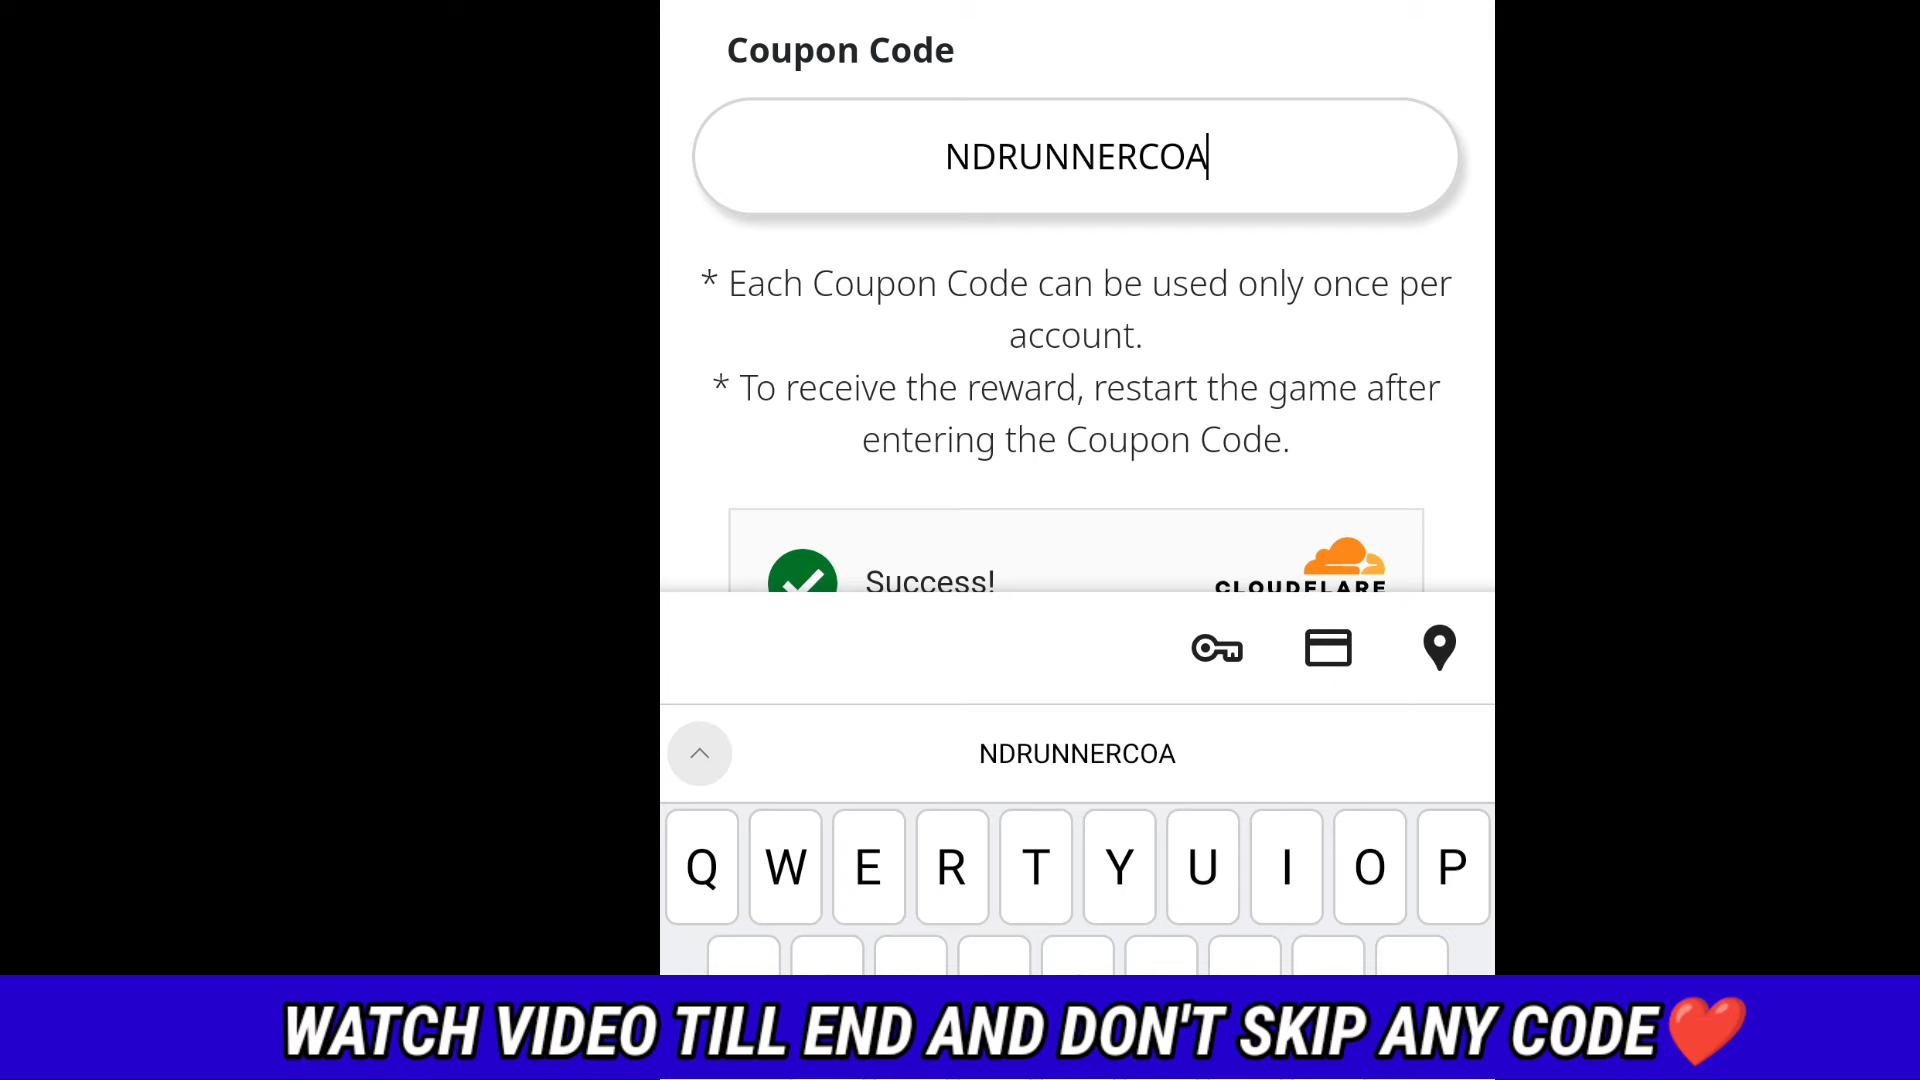 Coupon Code
NDRUNNERCOA
* Each Coupon Code can be used only once per
account.
* To receive the reward, restart the game after
entering the Coupon Code.
Success!
CLOUDFLARE
NDRUNNERCOA
Q W E R T Y U I O P
WATCH VIDEO TILL END AND DON'T SKIP ANY CODE❤️